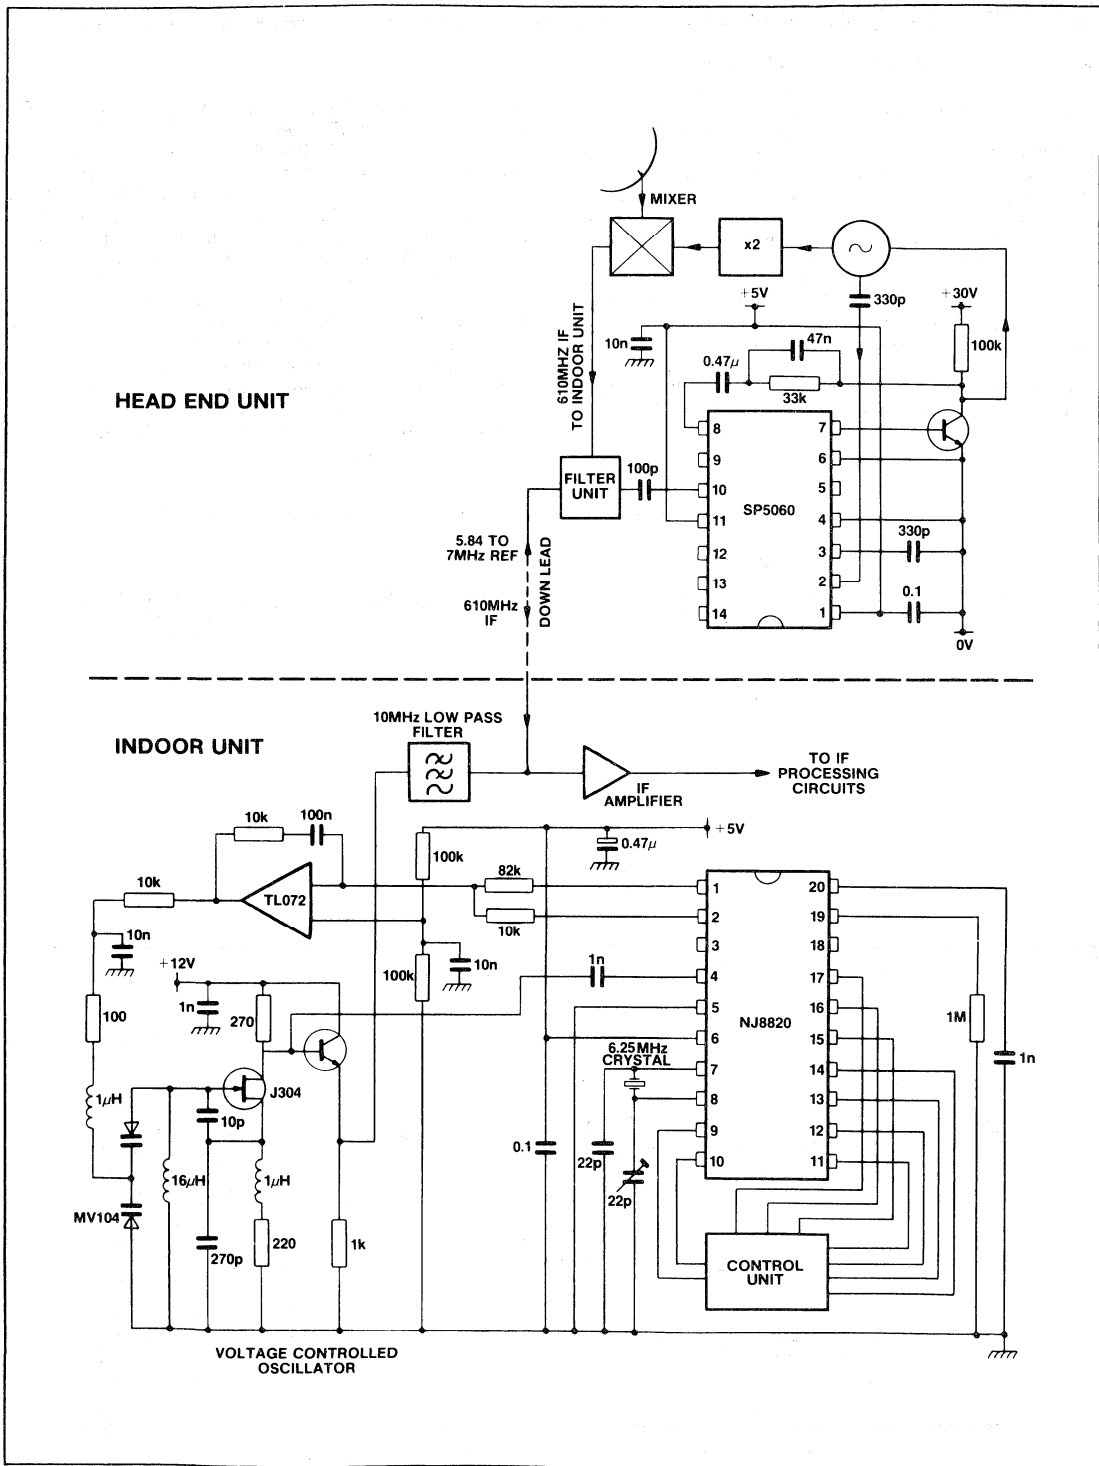 MIXER
x2
330p
+5V
+30V
100k
10n
47n
0.47µ
33k
610MHZ IF
TO INDOOR UNIT
HEAD END UNIT
FILTER
UNIT
100p
SP5060
8
9
10
11
12
13
14
7
6
5
4
3
2
1
330p
0.1
0V
5.84 TO
7MHz REF
610MHz
IF
DOWN LEAD
INDOOR UNIT
10MHz LOW PASS
FILTER
IF
AMPLIFIER
TO IF
PROCESSING
CIRCUITS
10k
100n
100k
0.47µ
+5V
10k
TL072
82k
10k
10n
10n
100k
+12V
1n
270
1n
100
1µH
J304
10p
16µH
1µH
MV104
270p
220
1k
NJ8820
1
2
3
4
5
6
7
8
9
10
20
19
18
17
16
15
14
13
12
11
6.25MHz
CRYSTAL
0.1
22p
22p
1M
1n
CONTROL
UNIT
VOLTAGE CONTROLLED
OSCILLATOR